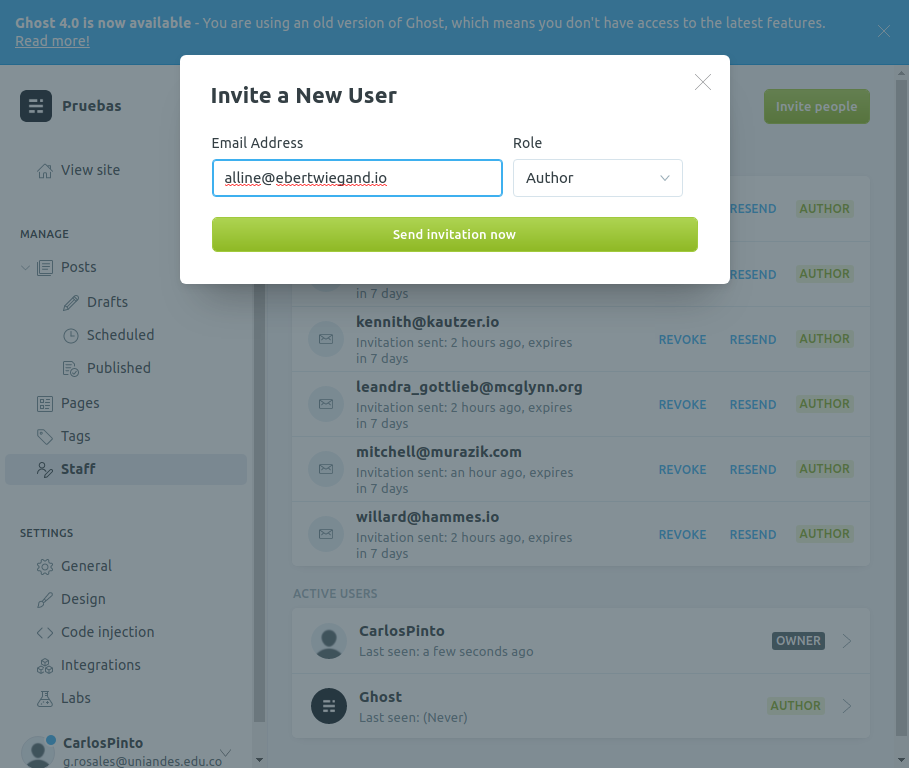 Ghost 4.0 is now available - You are using an old version of Ghost, which means you don't have access to the latest features.
Read more!
Pruebas
View site
MANAGE
Posts
Drafts
Scheduled
Published
Pages
Tags
Staff
SETTINGS
General
Design
Code injection
Integrations
Labs
CarlosPinto
g.rosales@uniandes.edu.co
Invite people
Invite a New User
Email Address
Role
alline@ebertwiegand.io
Author
Send invitation now
RESEND AUTHOR
RESEND AUTHOR
in 7 days
kennith@kautzer.io
Invitation sent: 2 hours ago, expires
in 7 days
REVOKE RESEND AUTHOR
leandra_gottlieb@mcglynn.org
Invitation sent: 2 hours ago, expires
in 7 days
REVOKE RESEND AUTHOR
mitchell@murazik.com
Invitation sent: an hour ago, expires
in 7 days
REVOKE RESEND AUTHOR
willard@hammes.io
Invitation sent: 2 hours ago, expires
in 7 days
REVOKE RESEND AUTHOR
ACTIVE USERS
CarlosPinto
Last seen: a few seconds ago
OWNER
Ghost
Last seen: (Never)
AUTHOR